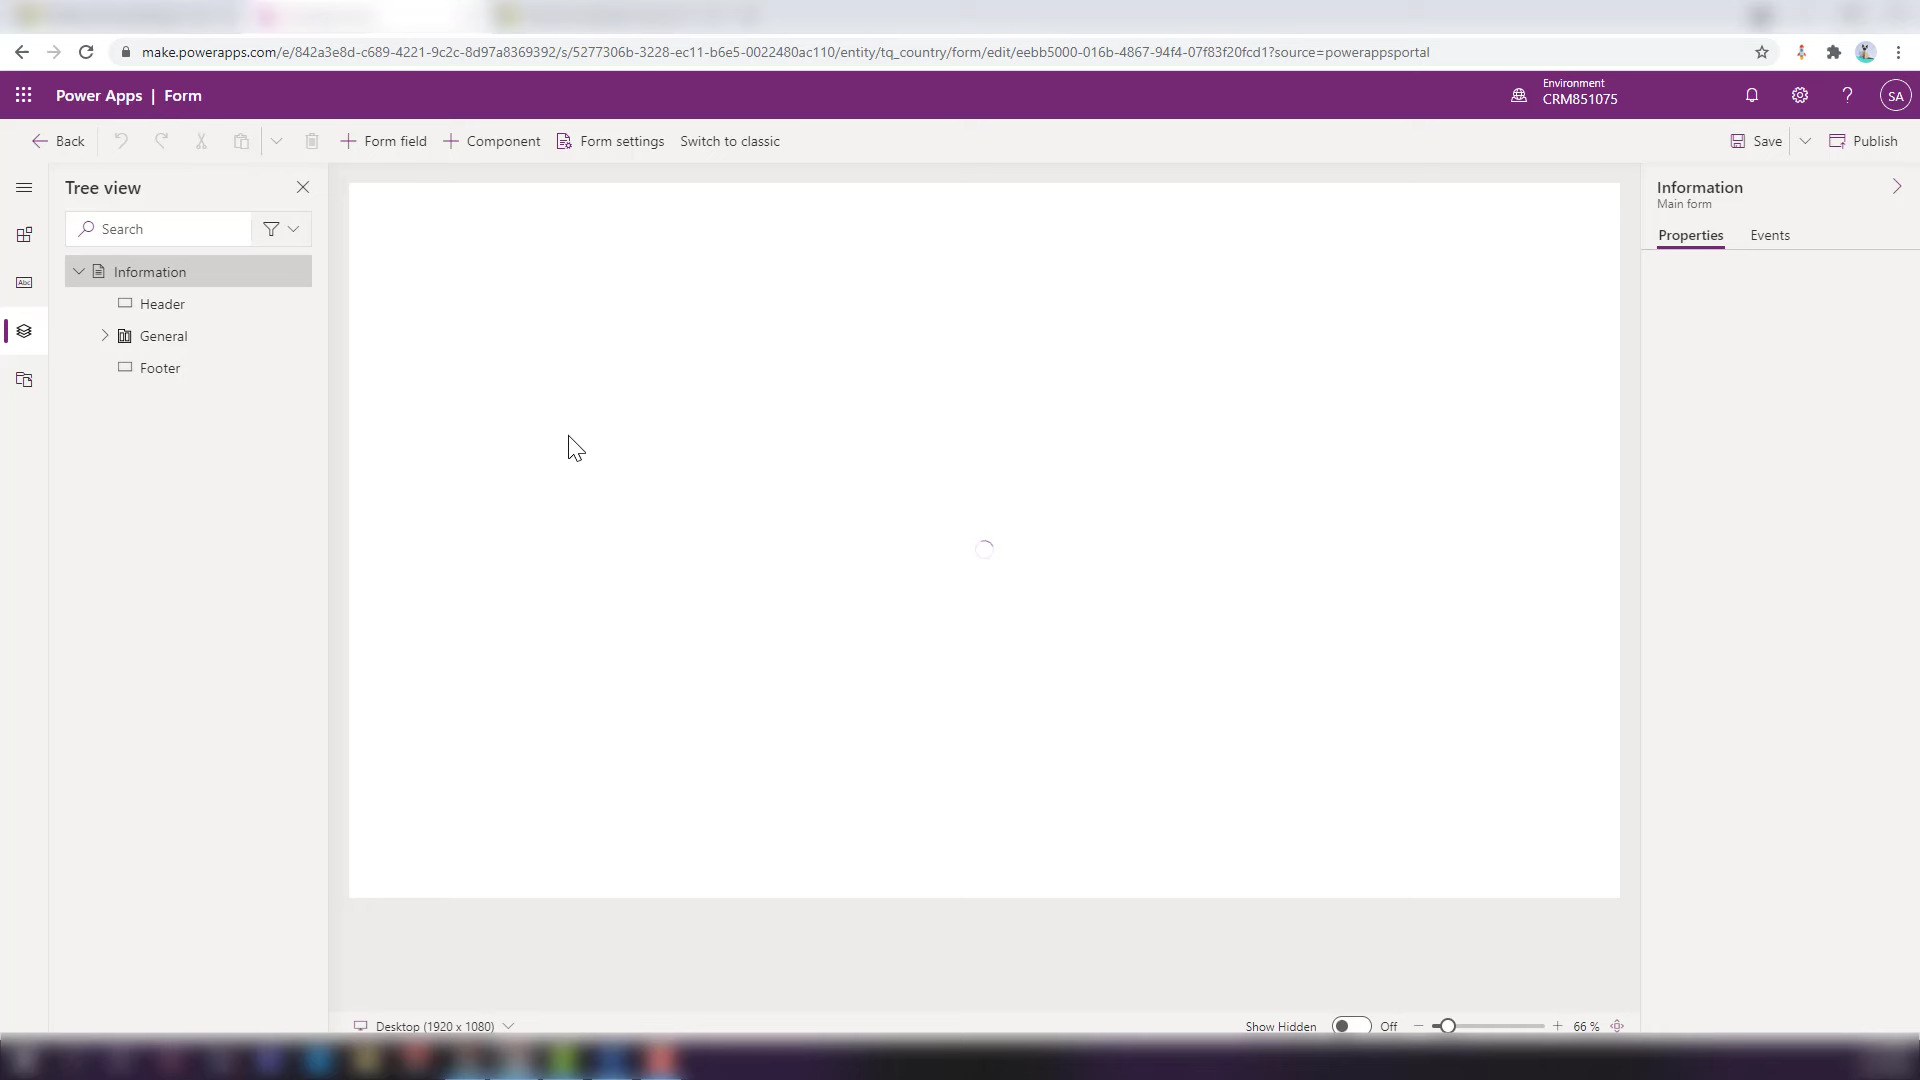 make.powerapps.com/e/842a3e8d-c689-4221-9c2c-8d97a8369392/s/5277306b-3228-ec11-b6e5-0022480ac110/entity/tq_country/form/edit/eebb5000-016b-4867-94f4-07f83f20fcd1?source=powerappsportal
Power Apps | Form
Environment
CRM851075
SA
Back
Form field
Component
Form settings
Switch to classic
Save
Publish
Tree view
Search
Information
Header
General
Footer
Abc
Information
Main form
Properties
Events
Desktop (1920 x 1080)
Show Hidden
Off
66 %